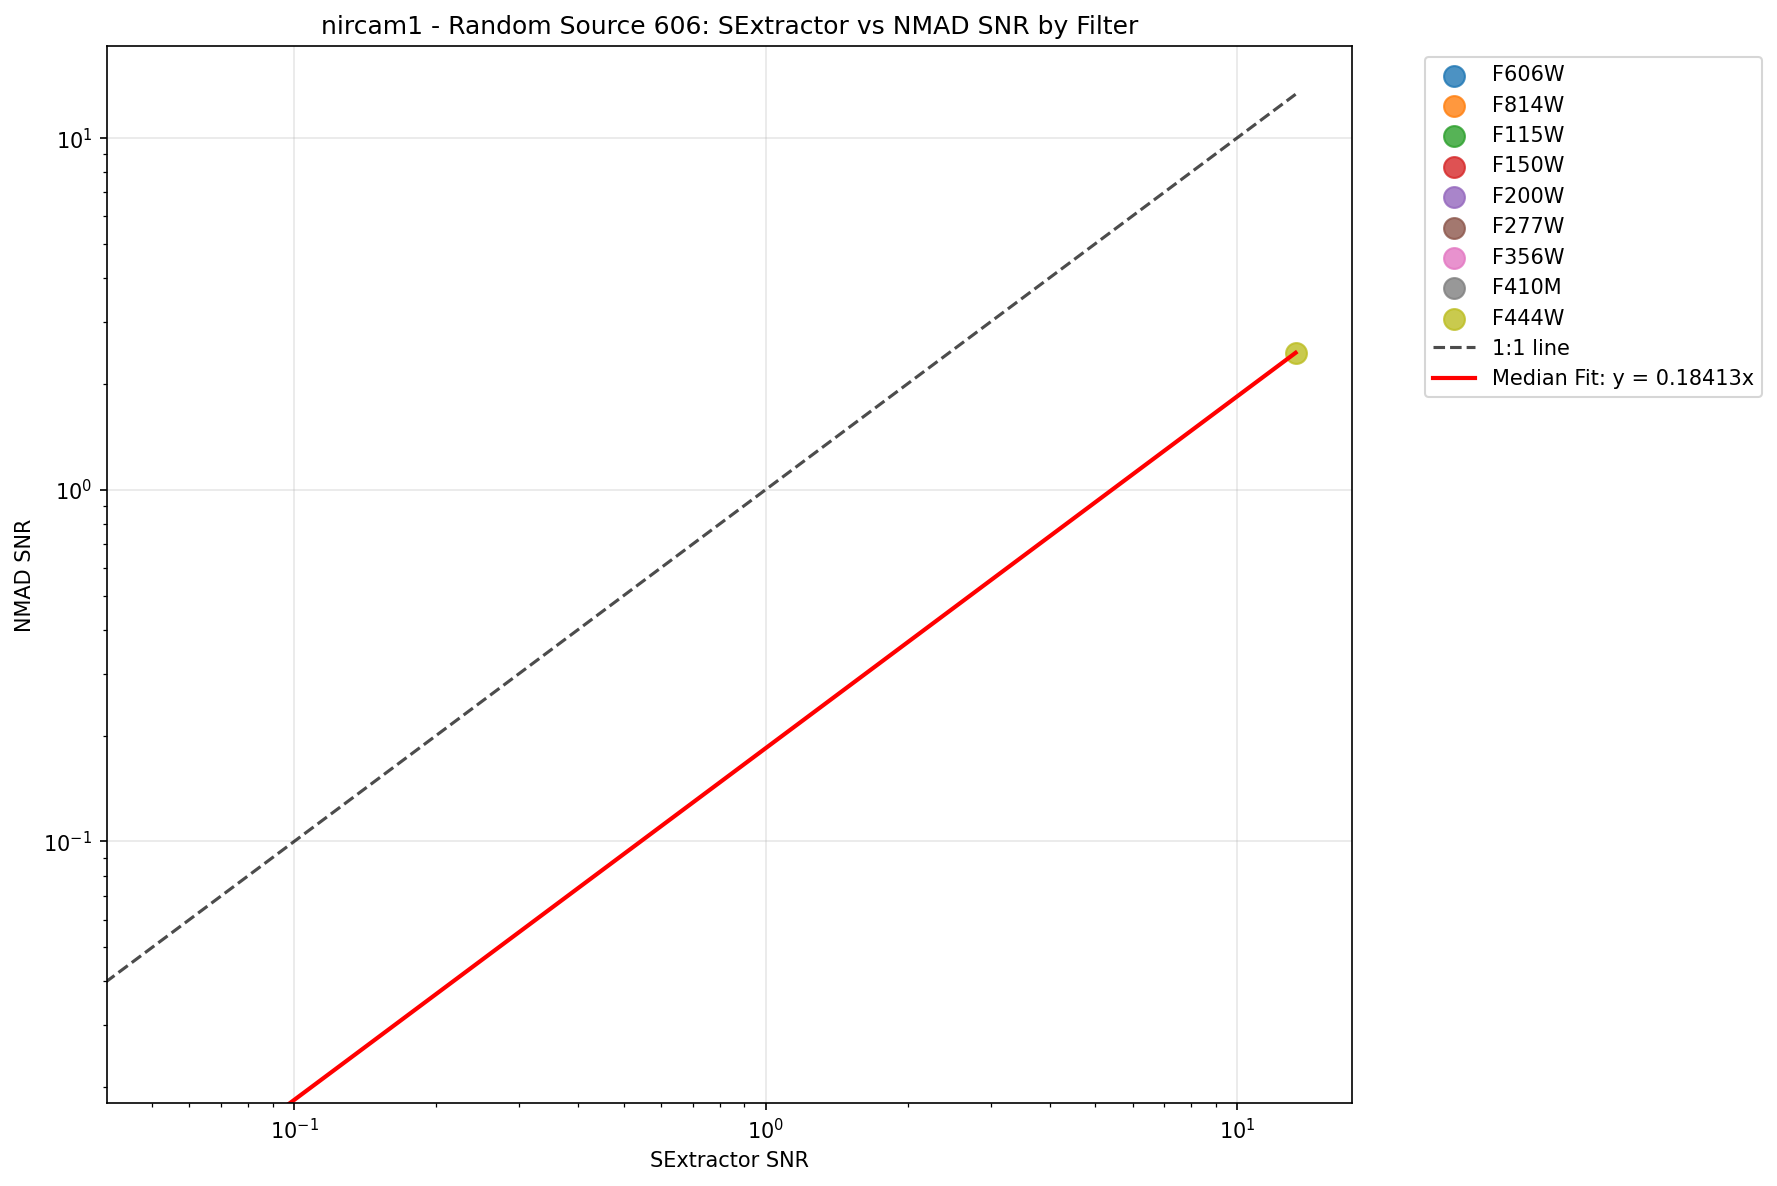 nircam1 - Random Source 606: SExtractor vs NMAD SNR by Filter
NMAD SNR
10¹
10⁰
10⁻¹
10⁻¹
10⁰
10¹
SExtractor SNR
F606W
F814W
F115W
F150W
F200W
F277W
F356W
F410M
F444W
1:1 line
Median Fit: y = 0.18413x